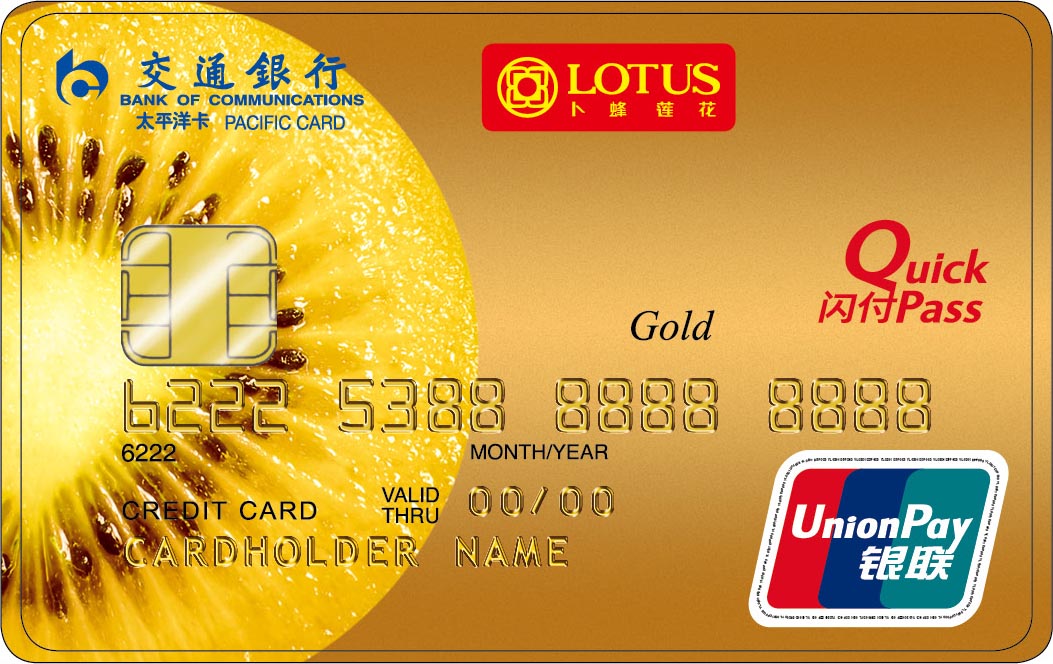 交通銀行
BANK OF COMMUNICATIONS
太平洋卡 PACIFIC CARD
LOTUS
卜蜂莲花
Quick
闪付Pass
Gold
6222 5388 8888 8888
6222
MONTH/YEAR
CREDIT CARD
VALID THRU 00/00
CARDHOLDER NAME
UnionPay
银联